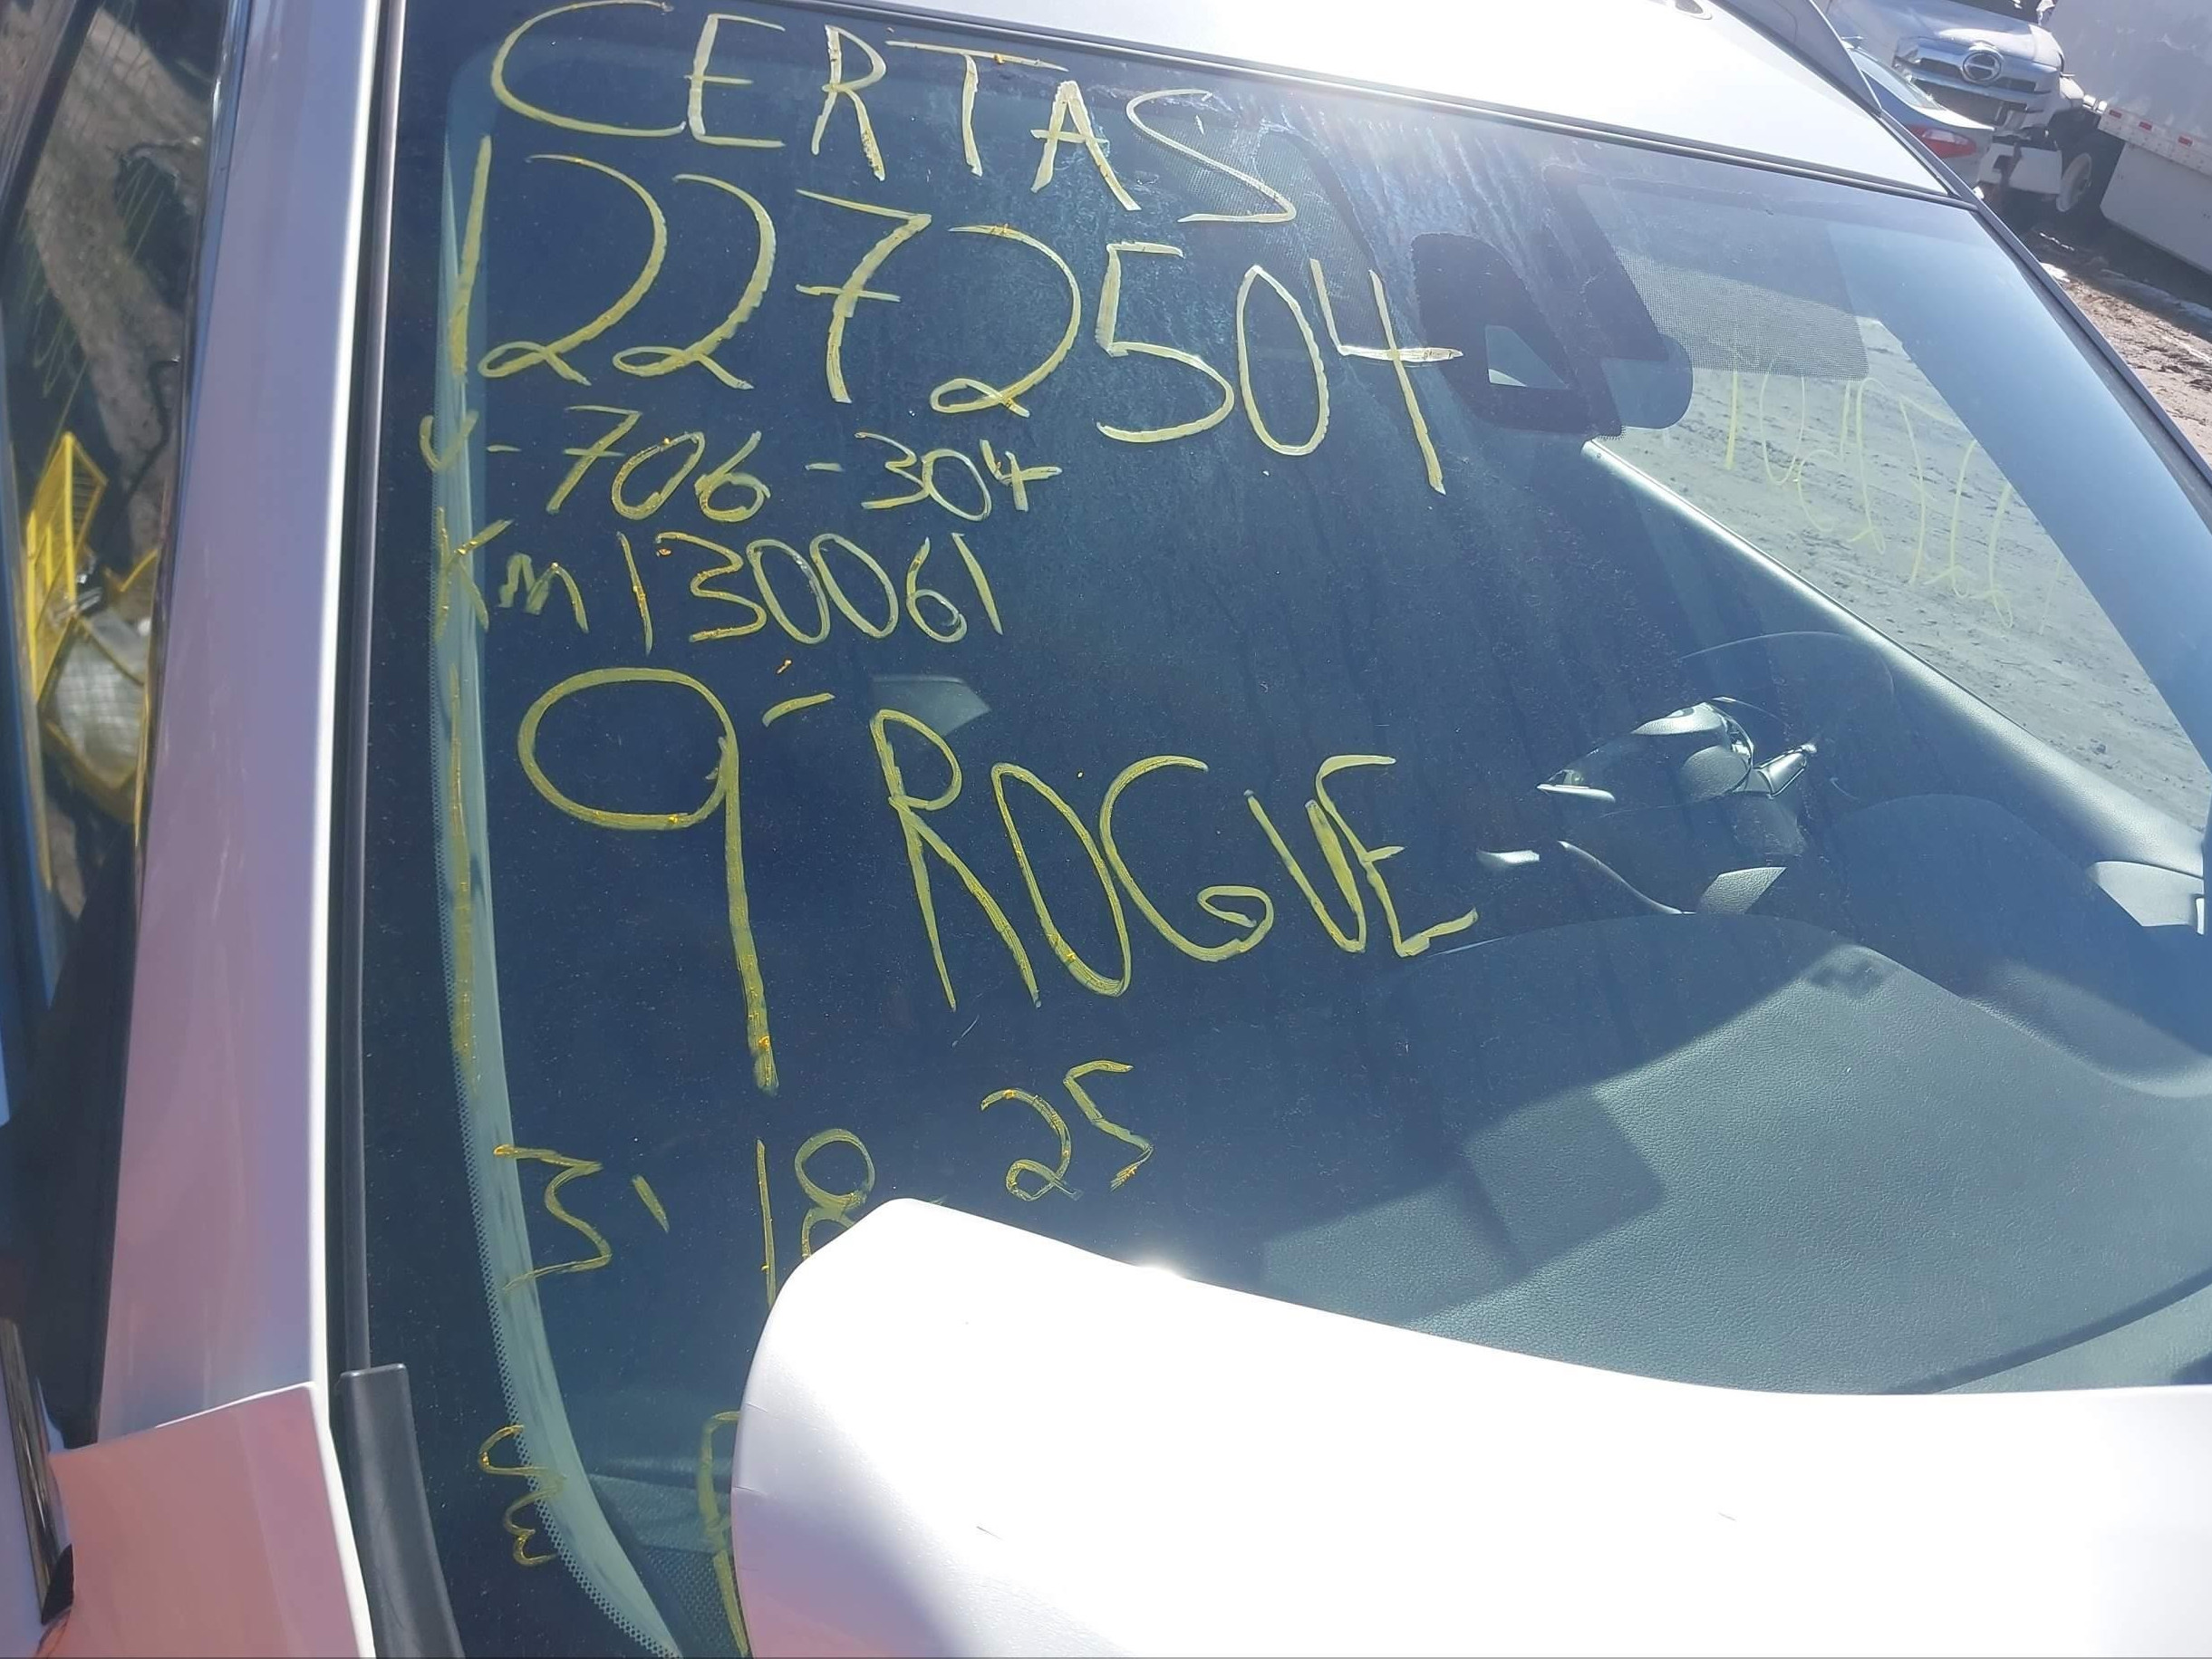 CERTAS
12272504
V-706-304
Km 130061
19-ROGUE
3 18 25